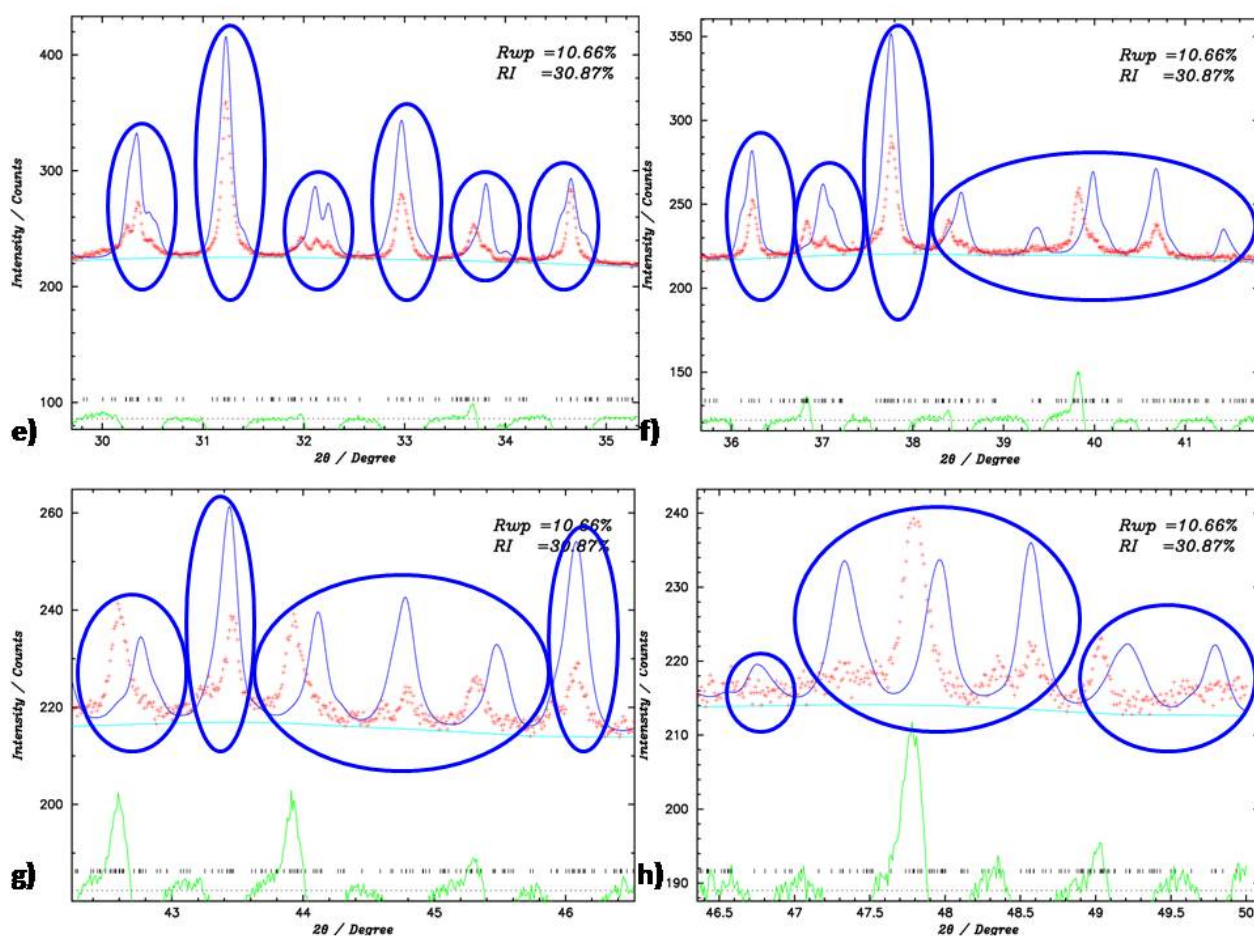 Rwp =10.66%
RI =30.87%
400
300
200
100
Intensity / Counts
30 31 32 33 34 35
2θ / Degree
e)
Rwp =10.66%
RI =30.87%
350
300
250
200
150
Intensity / Counts
36 37 38 39 40 41
2θ / Degree
f)
Rwp =10.66%
RI =30.87%
260
240
220
200
Intensity / Counts
43 44 45 46
2θ / Degree
g)
Rwp =10.66%
RI =30.87%
240
230
220
210
200
190
Intensity / Counts
46.5 47 47.5 48 48.5 49 49.5 50
2θ / Degree
h)